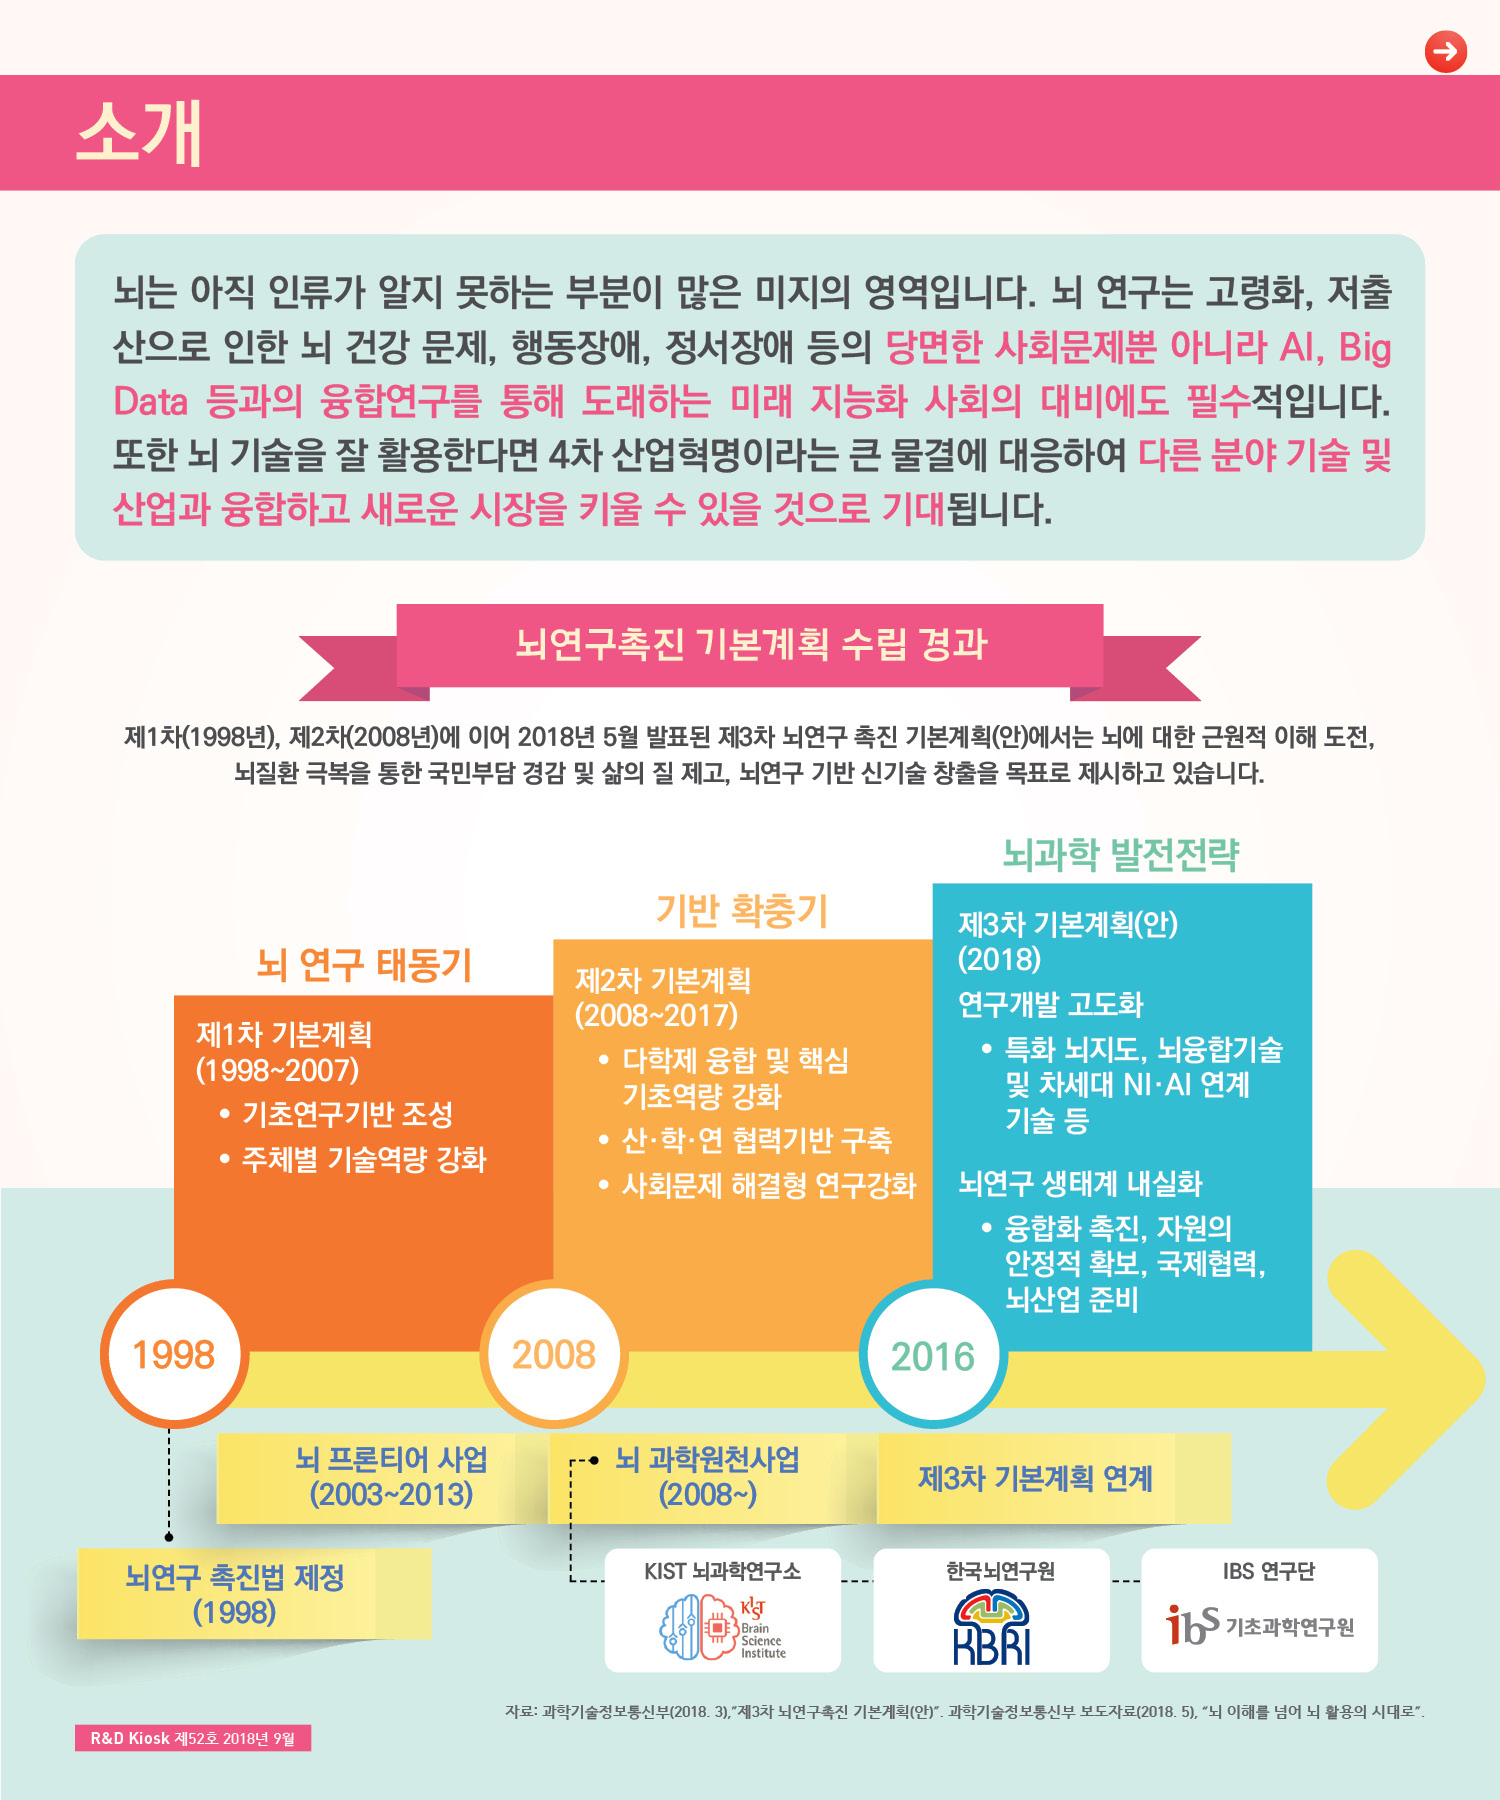 소개
뇌는 아직 인류가 알지 못하는 부분이 많은 미지의 영역입니다. 뇌 연구는 고령화, 저출
산으로 인한 뇌 건강 문제, 행동장애, 정서장애 등의 당면한 사회문제뿐 아니라 AI, Big
Data 등과의 융합연구를 통해 도래하는 미래 지능화 사회의 대비에도 필수적입니다.
또한 뇌 기술을 잘 활용한다면 4차 산업혁명이라는 큰 물결에 대응하여 다른 분야 기술 및
산업과 융합하고 새로운 시장을 키울 수 있을 것으로 기대됩니다.
뇌연구촉진 기본계획 수립 경과
제1차(1998년), 제2차(2008년)에 이어 2018년 5월 발표된 제3차 뇌연구 촉진 기본계획(안)에서는 뇌에 대한 근원적 이해 도전,
뇌질환 극복을 통한 국민부담 경감 및 삶의 질 제고, 뇌연구 기반 신기술 창출을 목표로 제시하고 있습니다.
뇌 연구 태동기
제1차 기본계획
(1998~2007)
• 기초연구기반 조성
• 주체별 기술역량 강화
기반 확충기
제2차 기본계획
(2008~2017)
• 다학제 융합 및 핵심
기초역량 강화
• 산·학·연 협력기반 구축
• 사회문제 해결형 연구강화
뇌과학 발전전략
제3차 기본계획(안)
(2018)
연구개발 고도화
• 특화 뇌지도, 뇌융합기술
및 차세대 NI·AI 연계
기술 등
뇌연구 생태계 내실화
• 융합화 촉진, 자원의
안정적 확보, 국제협력,
뇌산업 준비
1998
2008
2016
뇌 프론티어 사업
(2003~2013)
뇌 과학원천사업
(2008~)
제3차 기본계획 연계
뇌연구 촉진법 제정
(1998)
KIST 뇌과학연구소
KIST
Brain
Science
Institute
한국뇌연구원
KBRI
IBS 연구단
ibs 기초과학연구원
자료: 과학기술정보통신부(2018. 3),"제3차 뇌연구촉진 기본계획(안)". 과학기술정보통신부 보도자료(2018. 5), "뇌 이해를 넘어 뇌 활용의 시대로".
R&D Kiosk 제52호 2018년 9월